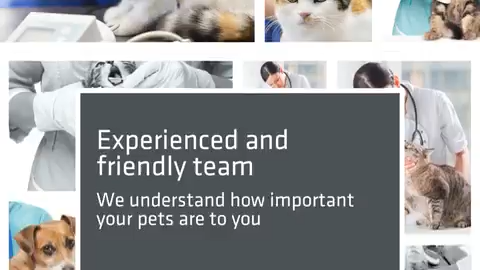 Experienced and
friendly team
We understand how important
your pets are to you